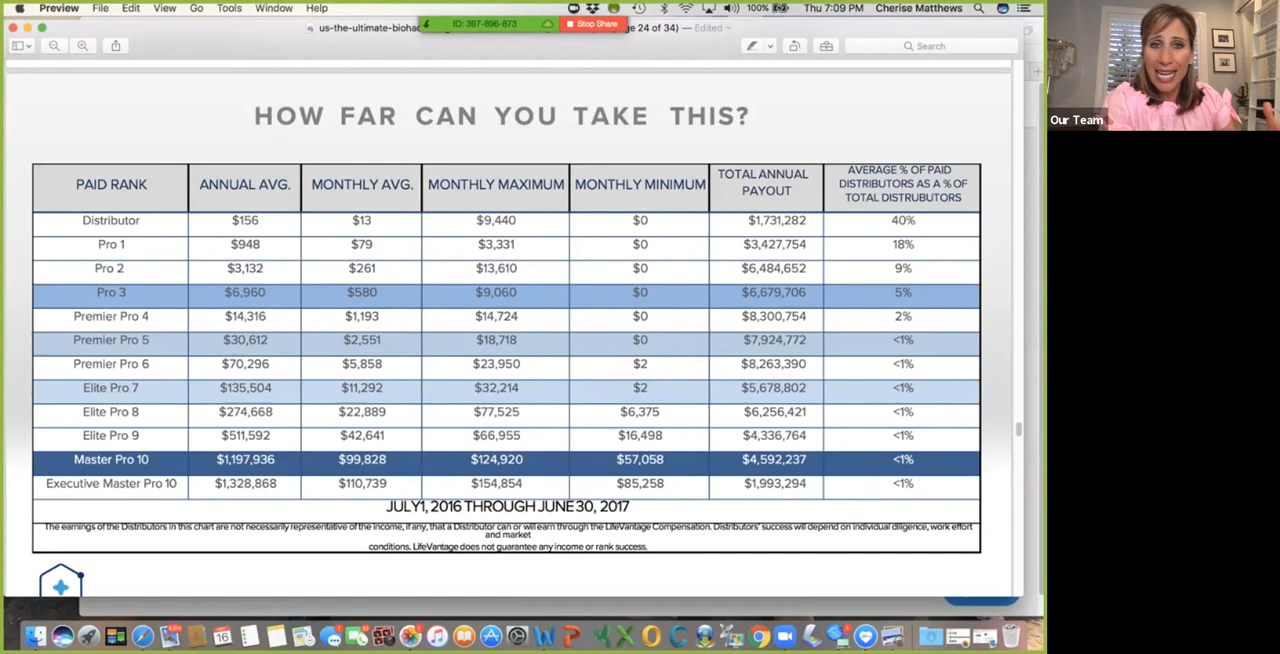 Preview File Edit View Go Tools Window Help 100% Thu 7:09 PM Cherise Matthews
ID: 397-896-873 Stop Share
24 of 34) — Edited
Search
Our Team
HOW FAR CAN YOU TAKE THIS?
PAID RANK ANNUAL AVG. MONTHLY AVG. MONTHLY MAXIMUM MONTHLY MINIMUM TOTAL ANNUAL PAYOUT AVERAGE % OF PAID DISTRIBUTORS AS A % OF TOTAL DISTRUBUTORS
Distributor $156 $13 $9,440 $0 $1,731,282 40%
Pro 1 $948 $79 $3,331 $0 $3,427,754 18%
Pro 2 $3,132 $261 $13,610 $0 $6,484,652 9%
Pro 3 $6,960 $580 $9,060 $0 $6,679,706 5%
Premier Pro 4 $14,316 $1,193 $14,724 $0 $8,300,754 2%
Premier Pro 5 $30,612 $2,551 $18,718 $0 $7,924,772 <1%
Premier Pro 6 $70,296 $5,858 $23,950 $2 $8,263,390 <1%
Elite Pro 7 $135,504 $11,292 $32,214 $2 $5,678,802 <1%
Elite Pro 8 $274,668 $22,889 $77,525 $6,375 $6,256,421 <1%
Elite Pro 9 $511,592 $42,641 $66,955 $16,498 $4,336,764 <1%
Master Pro 10 $1,197,936 $99,828 $124,920 $57,058 $4,592,237 <1%
Executive Master Pro 10 $1,328,868 $110,739 $154,854 $85,258 $1,993,294 <1%
JULY1, 2016 THROUGH JUNE 30, 2017
The earnings of the Distributors in this chart are not necessarily representative of the income, if any, that a Distributor can or will earn through the LifeVantage Compensation. Distributors' success will depend on individual diligence, work effort
and market
conditions. LifeVantage does not guarantee any income or rank success.
16